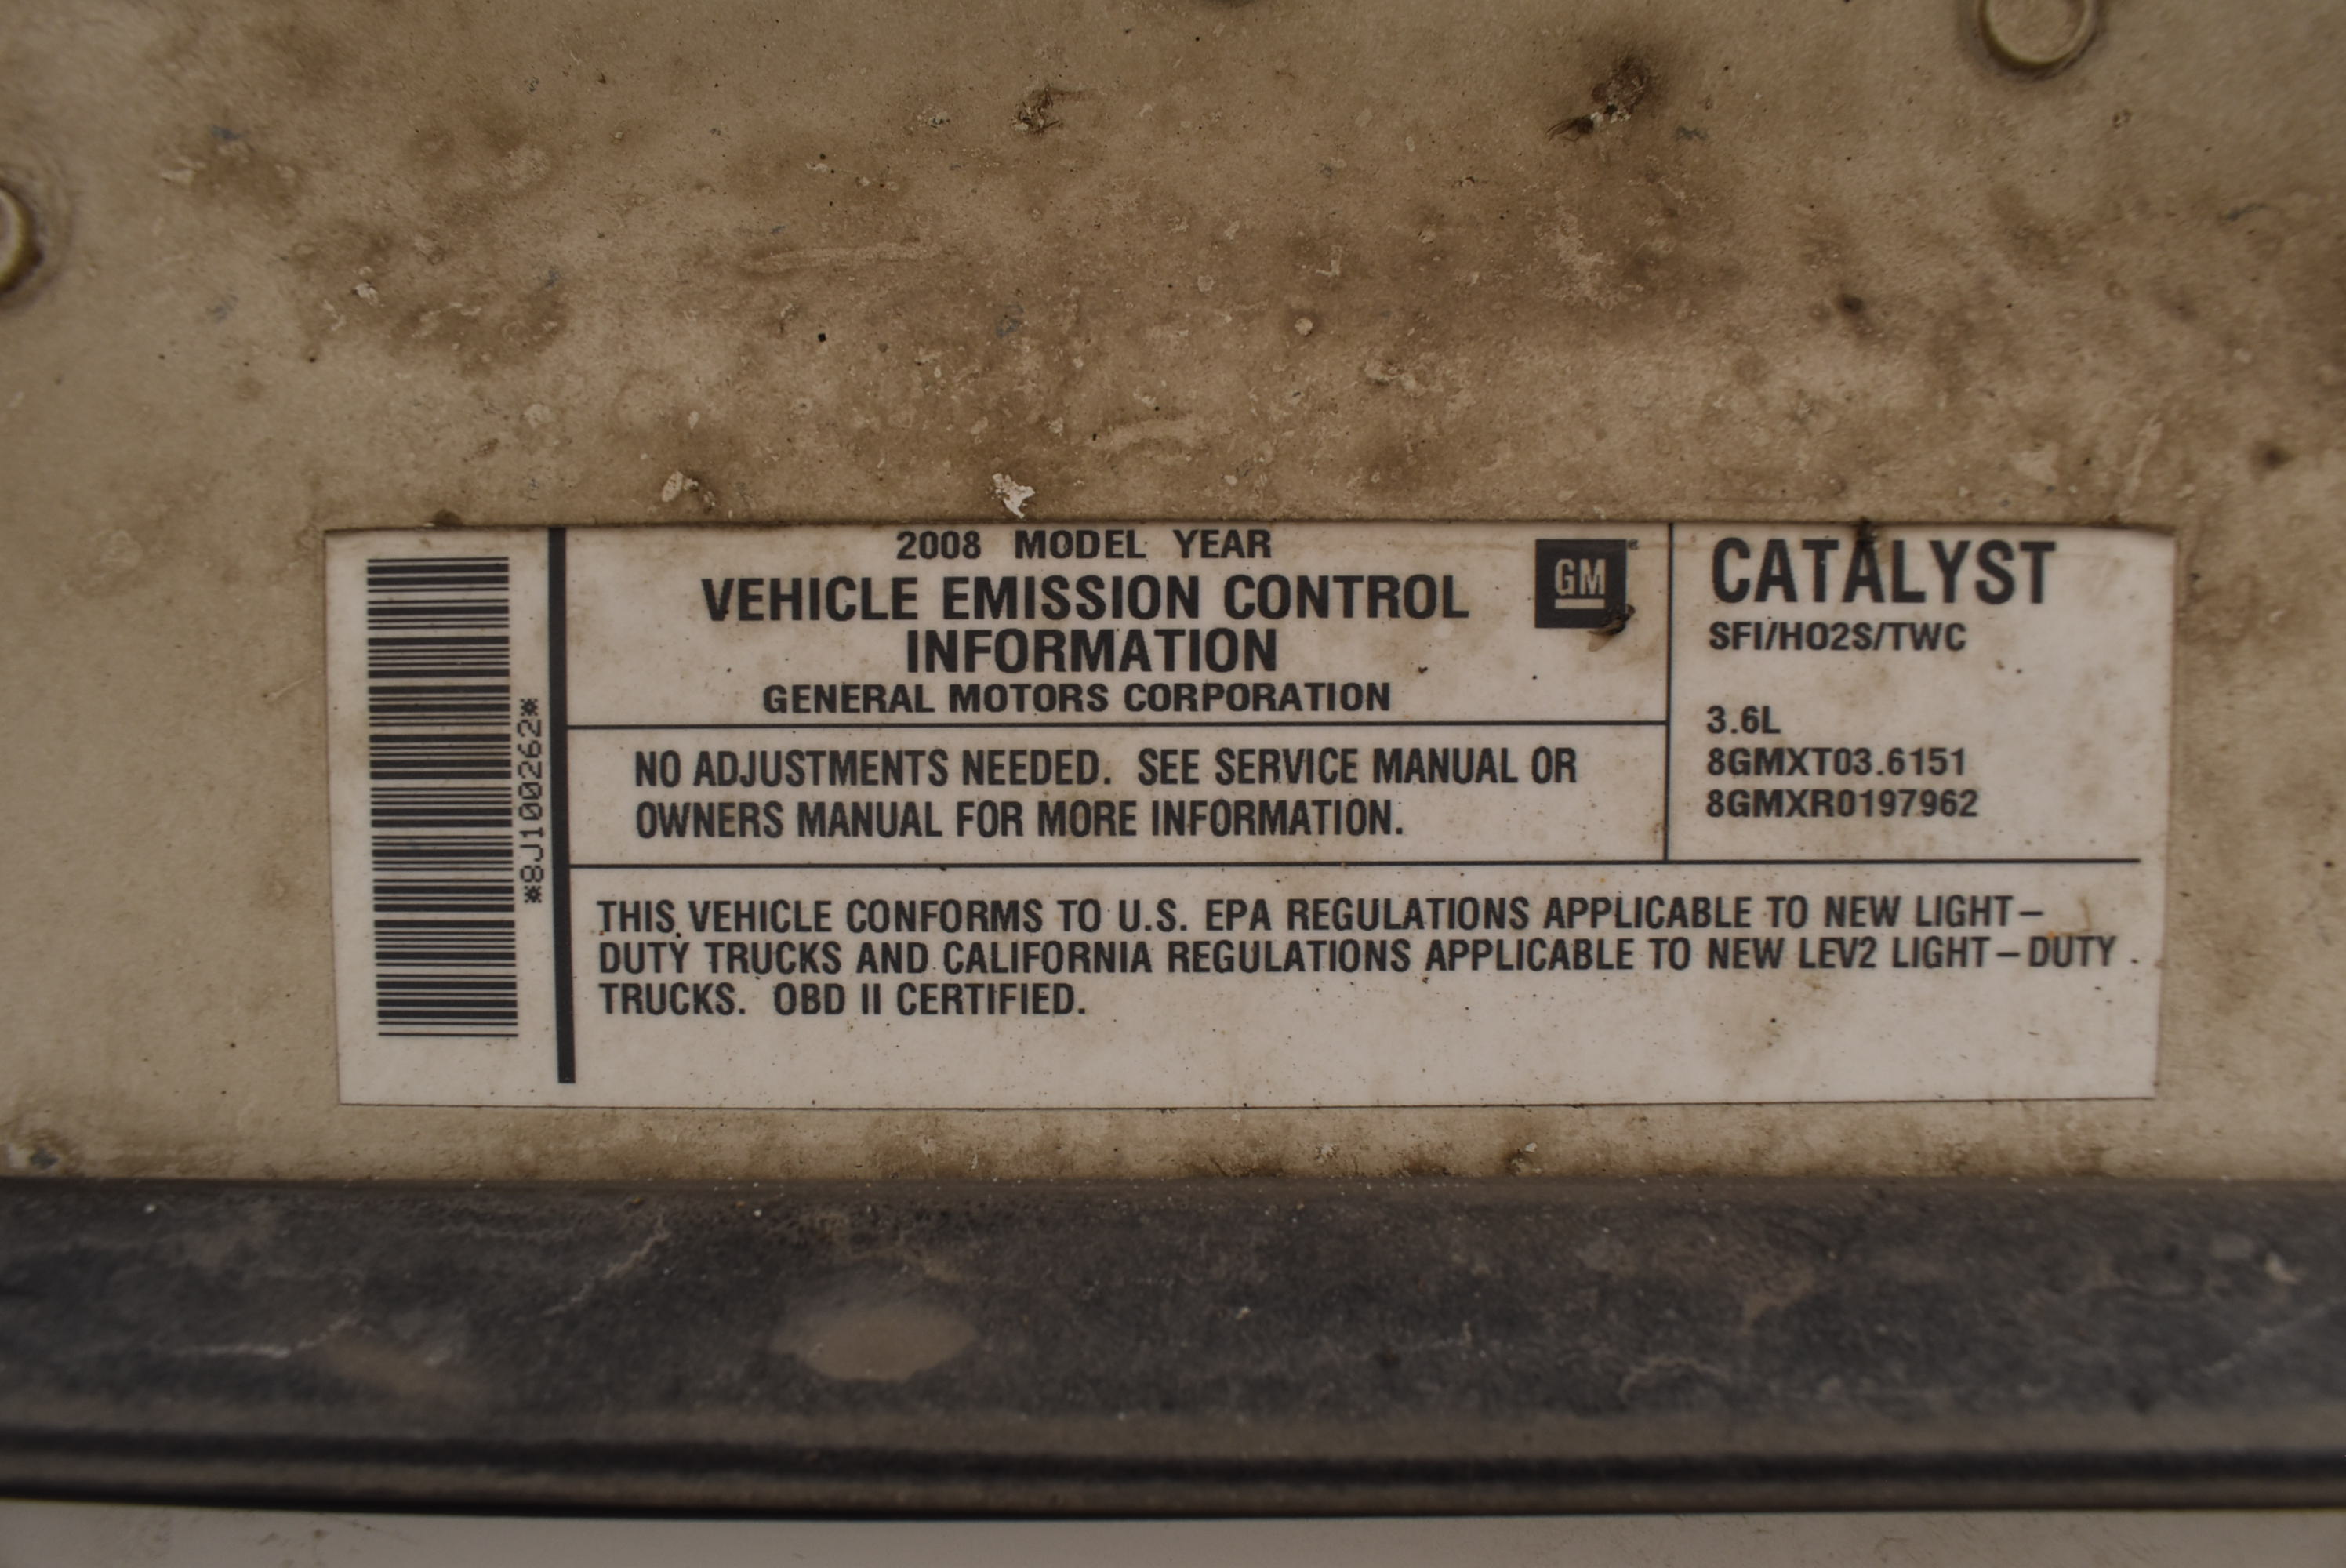 *8J100262*
2008 MODEL YEAR
VEHICLE EMISSION CONTROL
INFORMATION
GENERAL MOTORS CORPORATION
GM
NO ADJUSTMENTS NEEDED. SEE SERVICE MANUAL OR
OWNERS MANUAL FOR MORE INFORMATION.
CATALYST
SFI/HO2S/TWC
3.6L
8GMXT03.6151
8GMXR0197962
THIS VEHICLE CONFORMS TO U.S. EPA REGULATIONS APPLICABLE TO NEW LIGHT–
DUTY TRUCKS AND CALIFORNIA REGULATIONS APPLICABLE TO NEW LEV2 LIGHT–DUTY
TRUCKS. OBD II CERTIFIED.